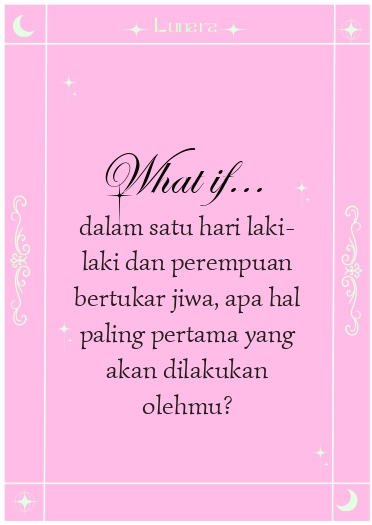 Lunera
What if...
dalam satu hari laki-
laki dan perempuan
bertukar jiwa, apa hal
paling pertama yang
akan dilakukan
olehmu?